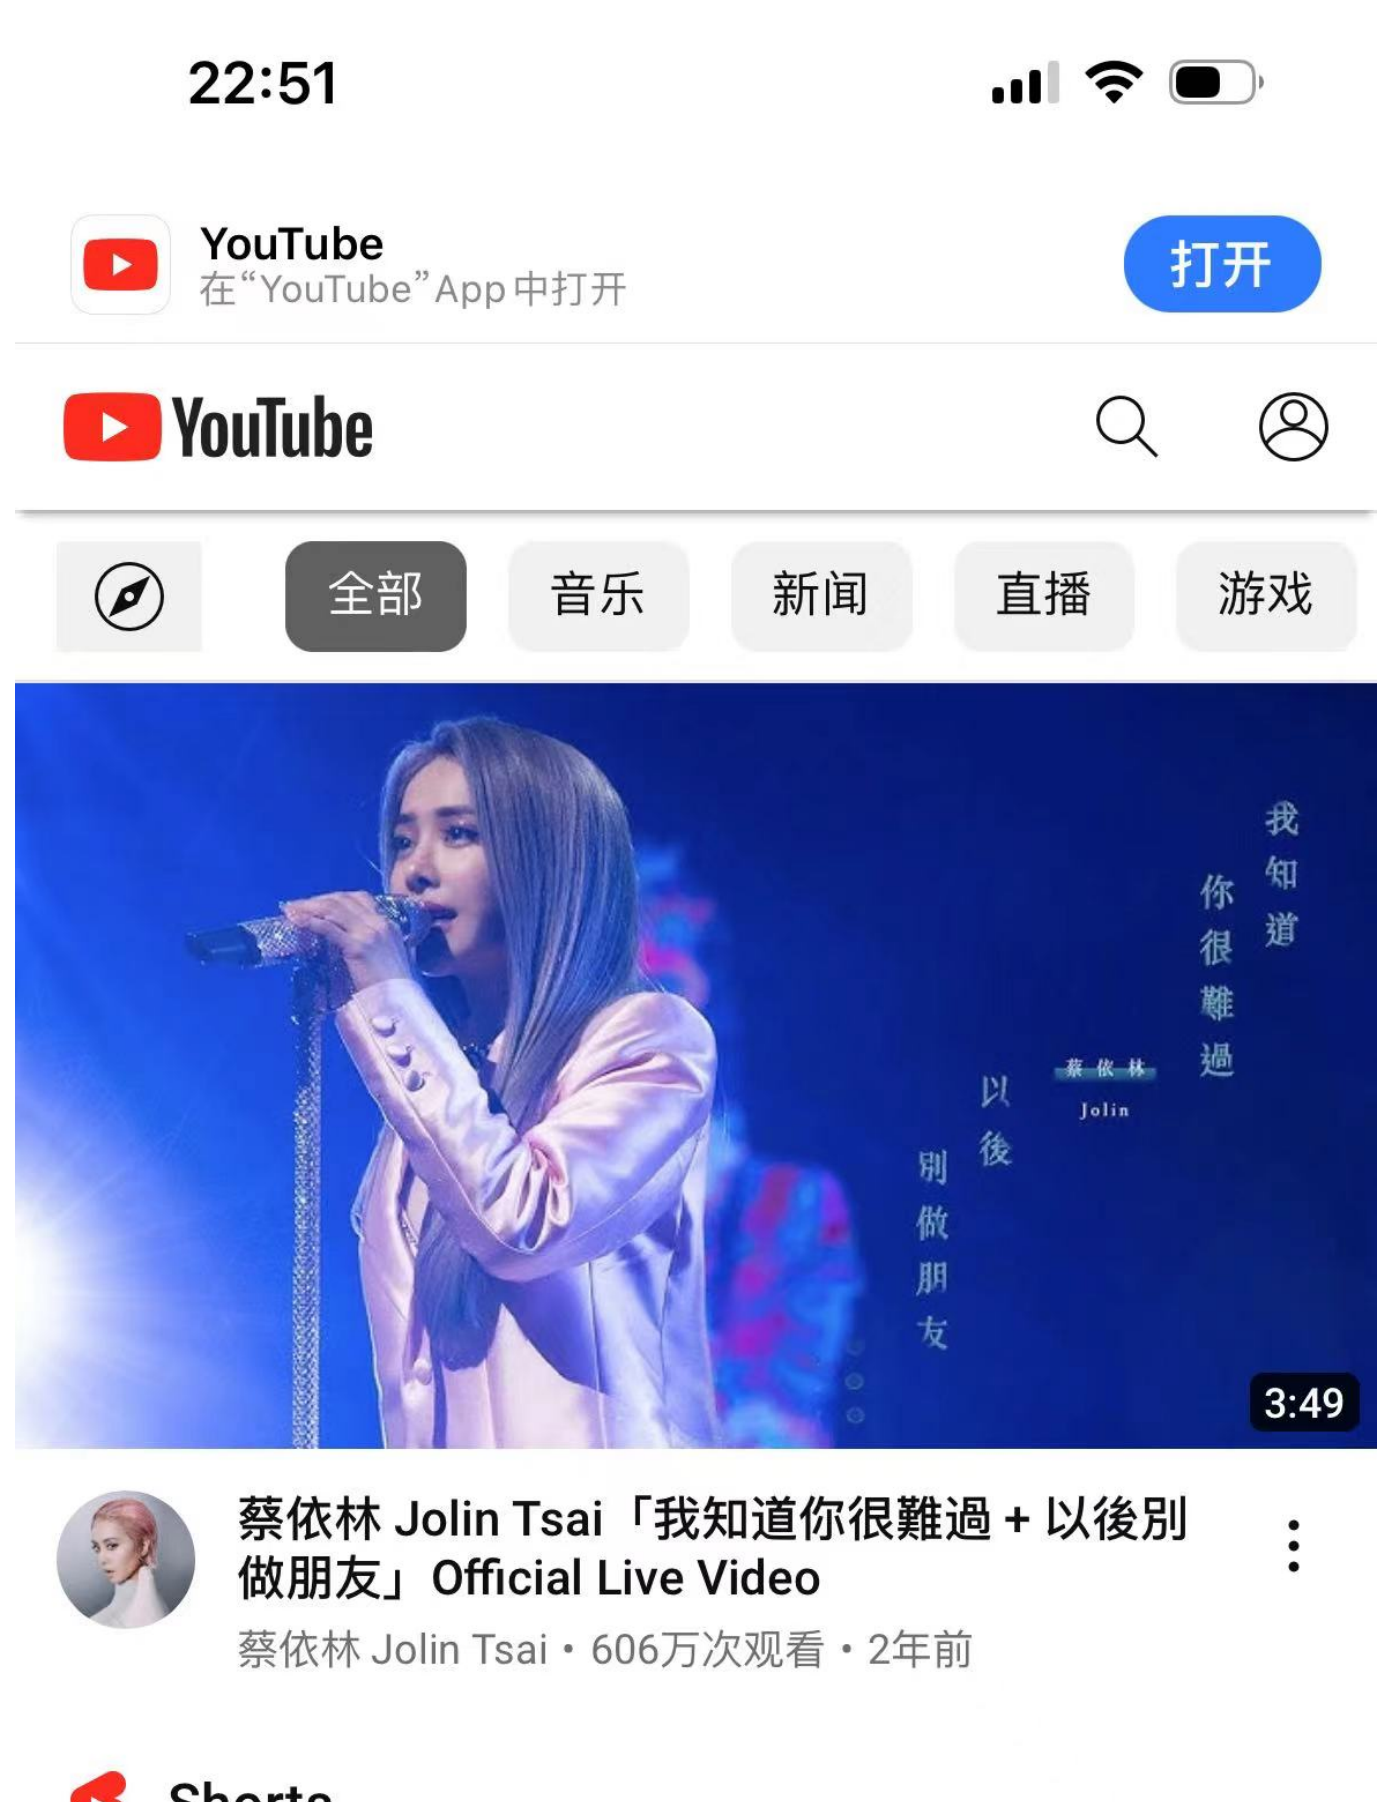 22:51
YouTube
在“YouTube”App中打开
打开
YouTube
全部
音乐
新闻
直播
游戏
我知道
你很難過
蔡依林
Jolin
以後
別做朋友
3:49
蔡依林 Jolin Tsai「我知道你很難過 + 以後別
做朋友」Official Live Video
蔡依林 Jolin Tsai • 606万次观看 • 2年前
Shorts